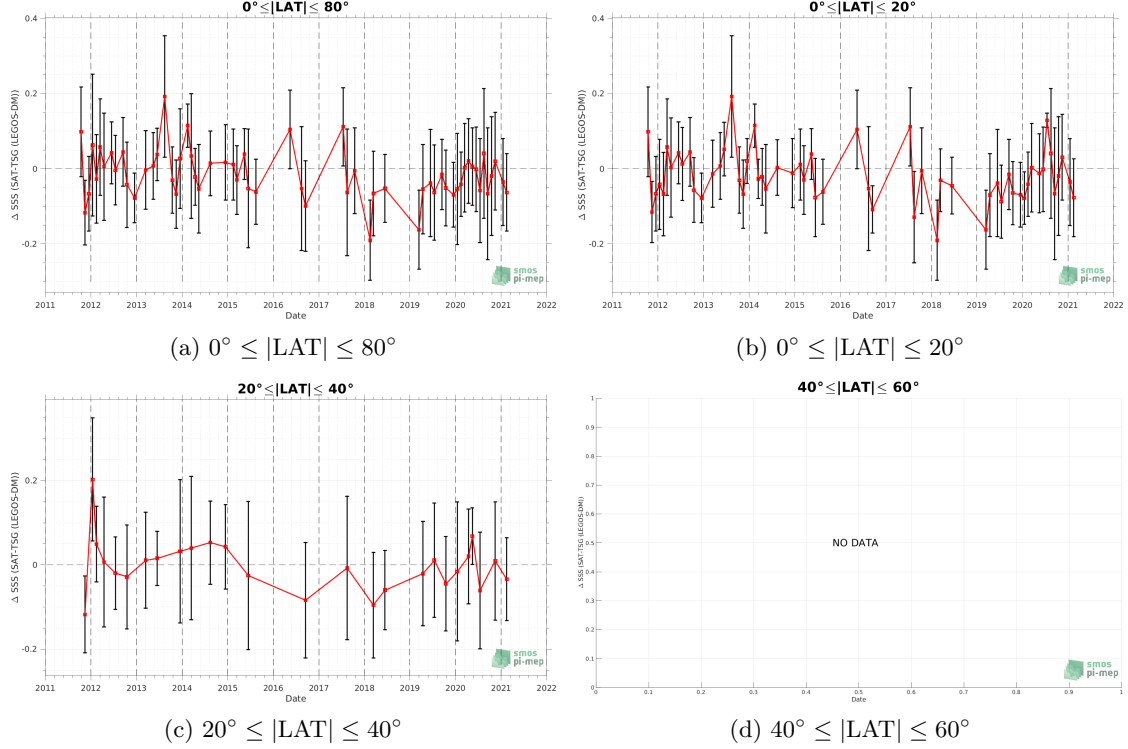 0°≤|LAT|≤ 80°
Δ SSS (SAT-TSG (LEGOS-DM))
0.4
0.2
0
-0.2
2011 2012 2013 2014 2015 2016 2017 2018 2019 2020 2021 2022
Date
smos
pi-mep
(a) 0° ≤ |LAT| ≤ 80°
0°≤|LAT|≤ 20°
Δ SSS (SAT-TSG (LEGOS-DM))
0.4
0.2
0
-0.2
2011 2012 2013 2014 2015 2016 2017 2018 2019 2020 2021 2022
Date
smos
pi-mep
(b) 0° ≤ |LAT| ≤ 20°
20°≤|LAT|≤ 40°
Δ SSS (SAT-TSG (LEGOS-DM))
0.2
0
-0.2
2011 2012 2013 2014 2015 2016 2017 2018 2019 2020 2021 2022
Date
smos
pi-mep
(c) 20° ≤ |LAT| ≤ 40°
40°≤|LAT|≤ 60°
Δ SSS (SAT-TSG (LEGOS-DM))
1
0.9
0.8
0.7
0.6
0.5
0.4
0.3
0.2
0.1
0
NO DATA
0 0.1 0.2 0.3 0.4 0.5 0.6 0.7 0.8 0.9 1
Date
smos
pi-mep
(d) 40° ≤ |LAT| ≤ 60°